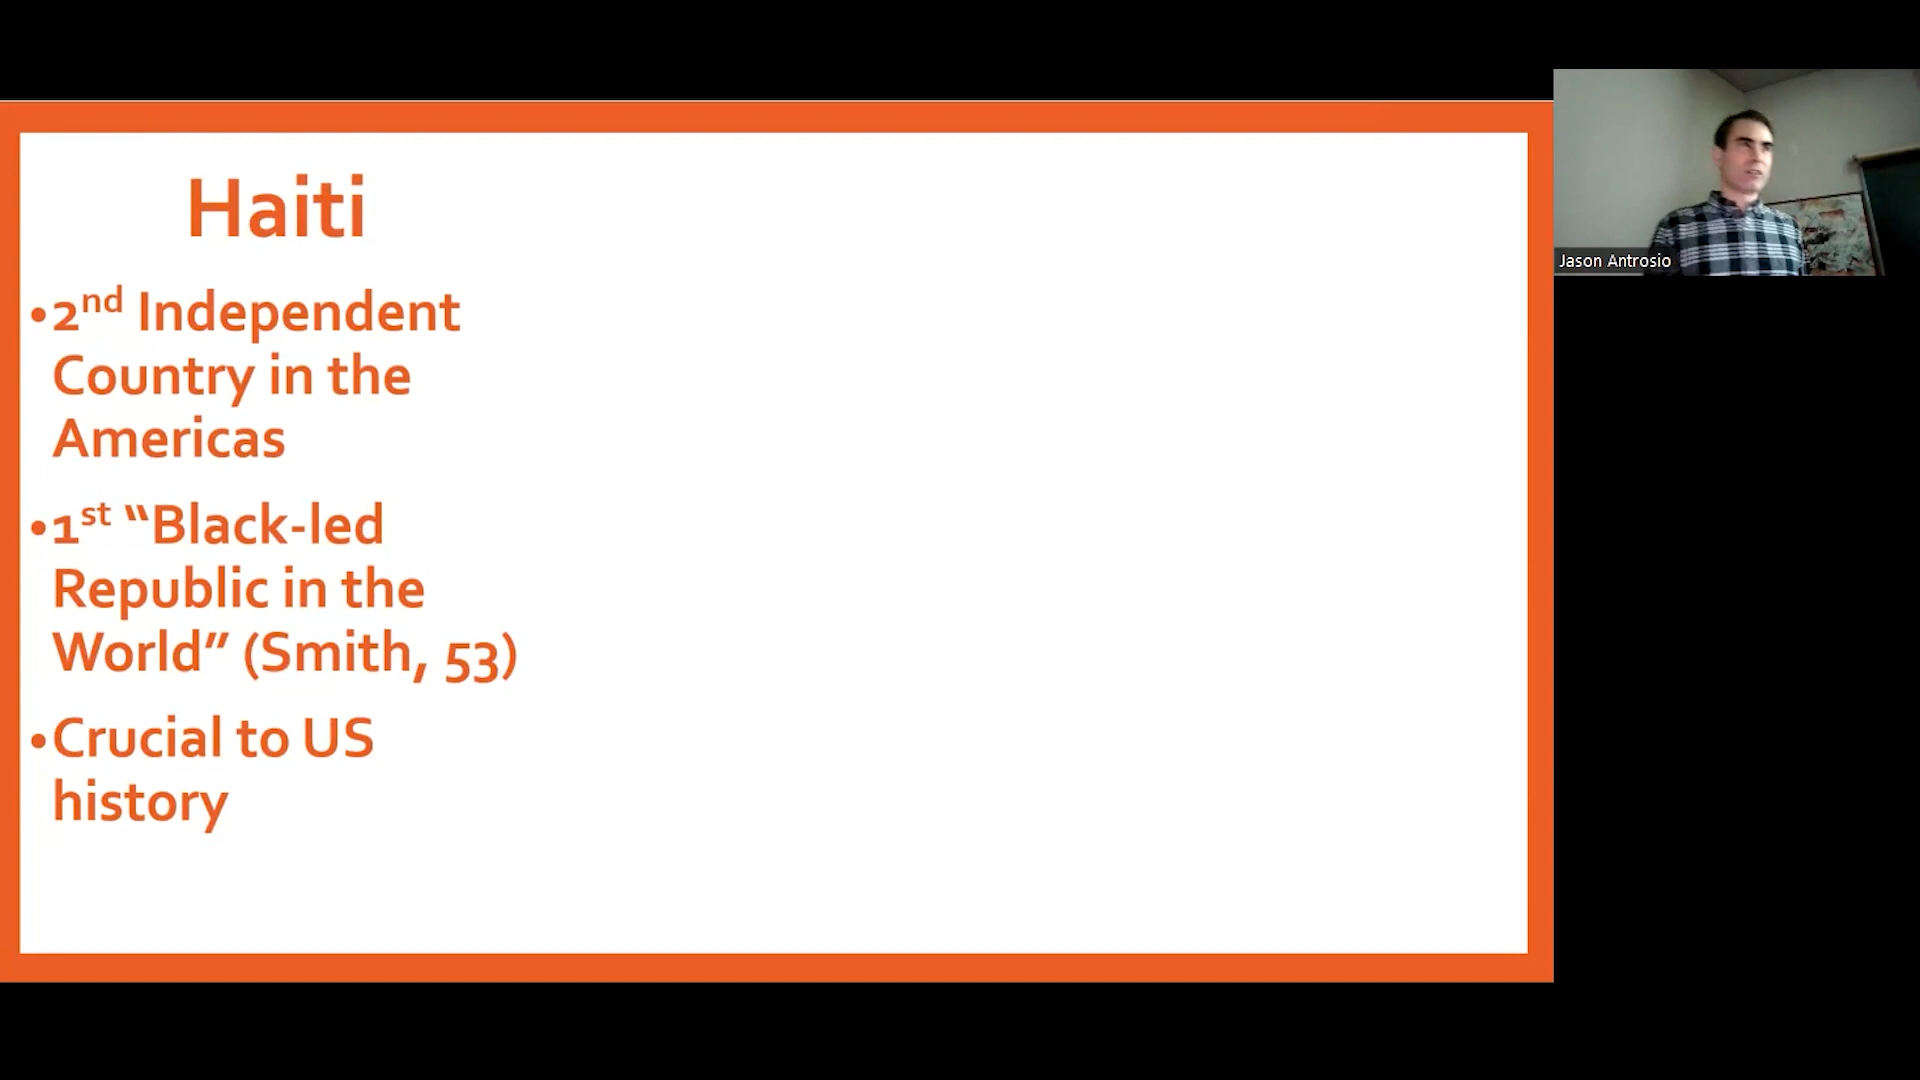 Haiti
•2nd Independent
Country in the
Americas
•1st “Black-led
Republic in the
World” (Smith, 53)
•Crucial to US
history
Jason Antrosio